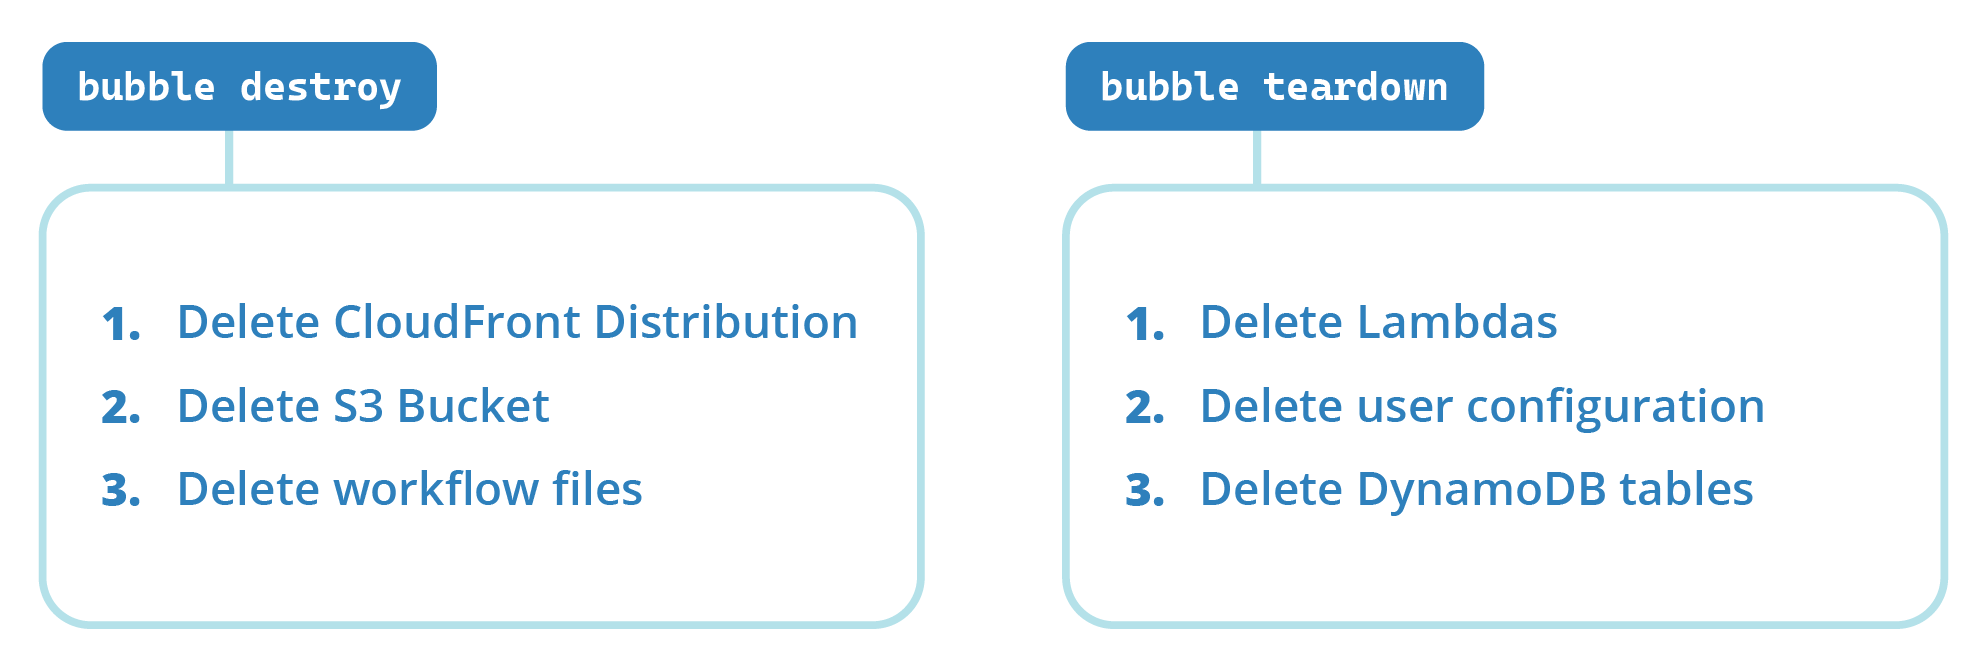 bubble destroy
1. Delete CloudFront Distribution
2. Delete S3 Bucket
3. Delete workflow files
bubble teardown
1. Delete Lambdas
2. Delete user configuration
3. Delete DynamoDB tables